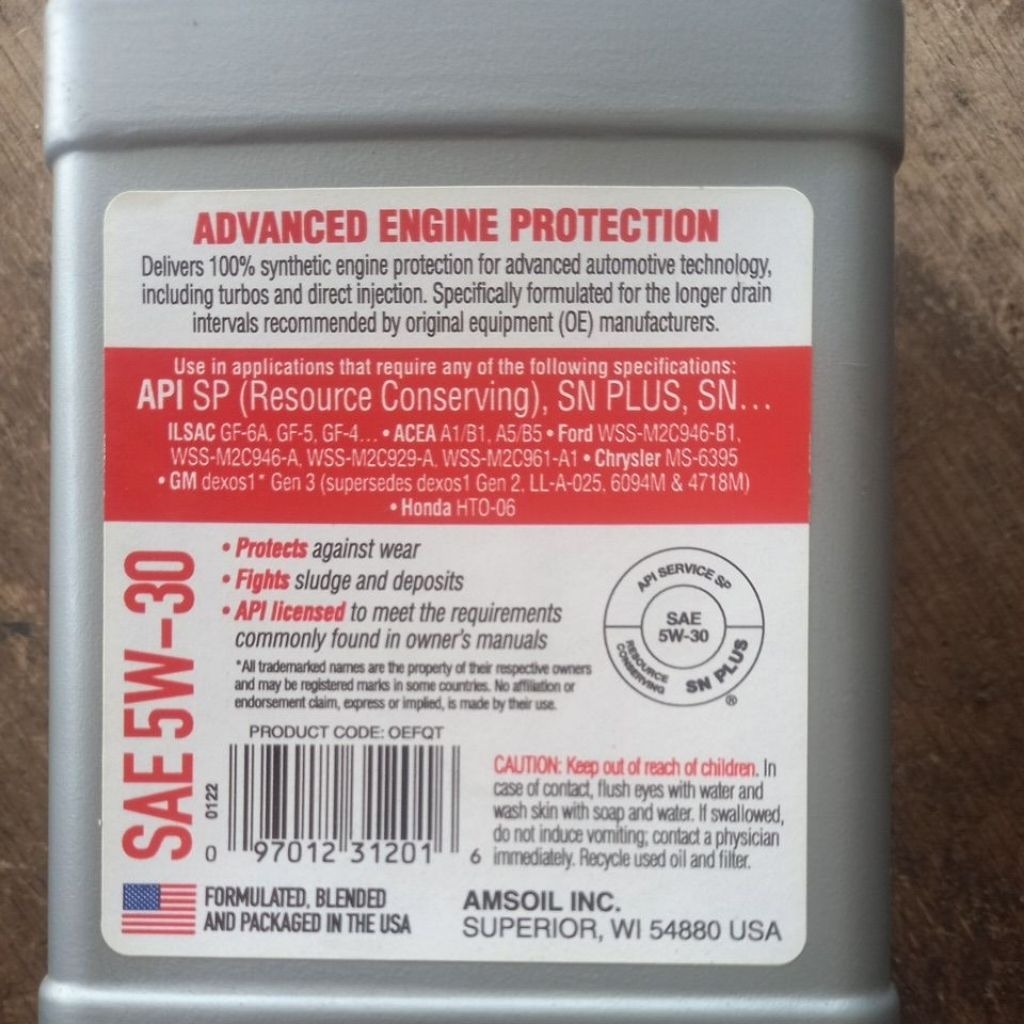 ADVANCED ENGINE PROTECTION
Delivers 100% synthetic engine protection for advanced automotive technology,
including turbos and direct injection. Specifically formulated for the longer drain
intervals recommended by original equipment (OE) manufacturers.
Use in applications that require any of the following specifications:
API SP (Resource Conserving), SN PLUS, SN...
ILSAC GF-6A, GF-5, GF-4... • ACEA A1/B1, A5/B5 • Ford WSS-M2C946-B1,
WSS-M2C946-A, WSS-M2C929-A, WSS-M2C961-A1 • Chrysler MS-6395
• GM dexos1* Gen 3 (supersedes dexos1 Gen 2, LL-A-025, 6094M & 4718M)
• Honda HTO-06
SAE 5W-30
• Protects against wear
• Fights sludge and deposits
• API licensed to meet the requirements
commonly found in owner's manuals
*All trademarked names are the property of their respective owners
and may be registered marks in some countries. No affiliation or
endorsement claim, express or implied, is made by their use.
API SERVICE SP
SAE
5W-30
RESOURCE
CONSERVING
SN PLUS
®
PRODUCT CODE: OEFQT
0122
0 97012 31201 6
CAUTION: Keep out of reach of children. In
case of contact, flush eyes with water and
wash skin with soap and water. If swallowed,
do not induce vomiting; contact a physician
immediately. Recycle used oil and filter.
FORMULATED, BLENDED
AND PACKAGED IN THE USA
AMSOIL INC.
SUPERIOR, WI 54880 USA